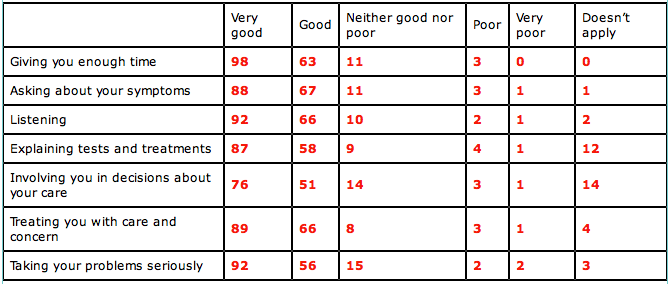 Very good Good Neither good nor poor Poor Very poor Doesn't apply
Giving you enough time 98 63 11 3 0 0
Asking about your symptoms 88 67 11 3 1 1
Listening 92 66 10 2 1 2
Explaining tests and treatments 87 58 9 4 1 12
Involving you in decisions about your care 76 51 14 3 1 14
Treating you with care and concern 89 66 8 3 1 4
Taking your problems seriously 92 56 15 2 2 3